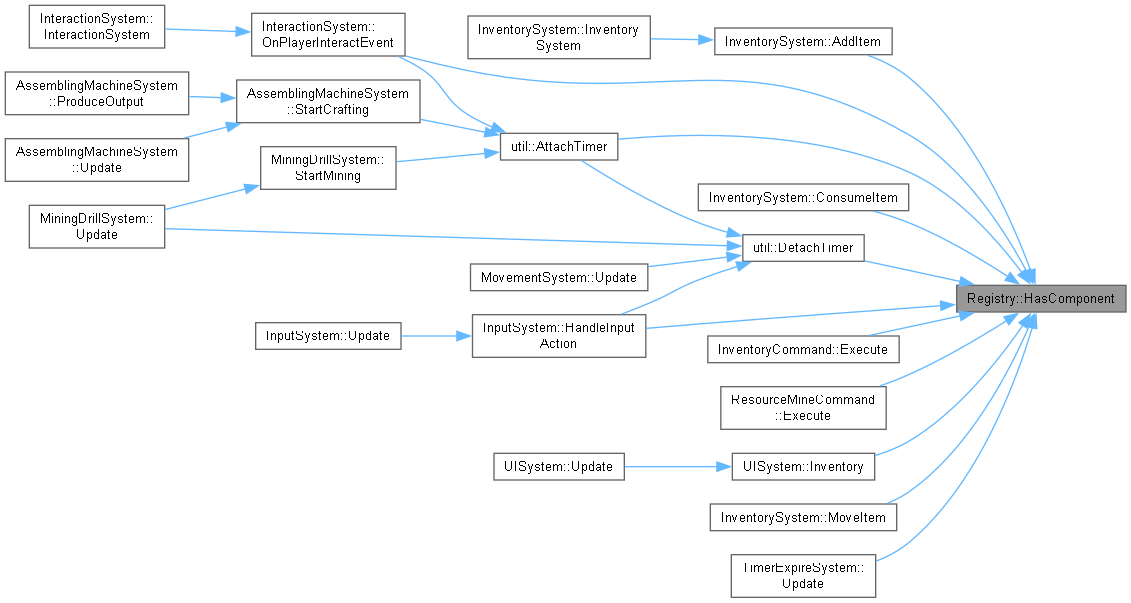 InteractionSystem::
InteractionSystem
InteractionSystem::
OnPlayerInteractEvent
InventorySystem::Inventory
System
InventorySystem::AddItem
AssemblingMachineSystem
::ProduceOutput
AssemblingMachineSystem
::StartCrafting
AssemblingMachineSystem
::Update
MiningDrillSystem::
StartMining
util::AttachTimer
InventorySystem::ConsumeItem
MiningDrillSystem::
Update
util::DetachTimer
MovementSystem::Update
Registry::HasComponent
InputSystem::Update
InputSystem::HandleInput
Action
InventoryCommand::Execute
ResourceMineCommand
::Execute
UISystem::Update
UISystem::Inventory
InventorySystem::MoveItem
TimerExpireSystem::
Update